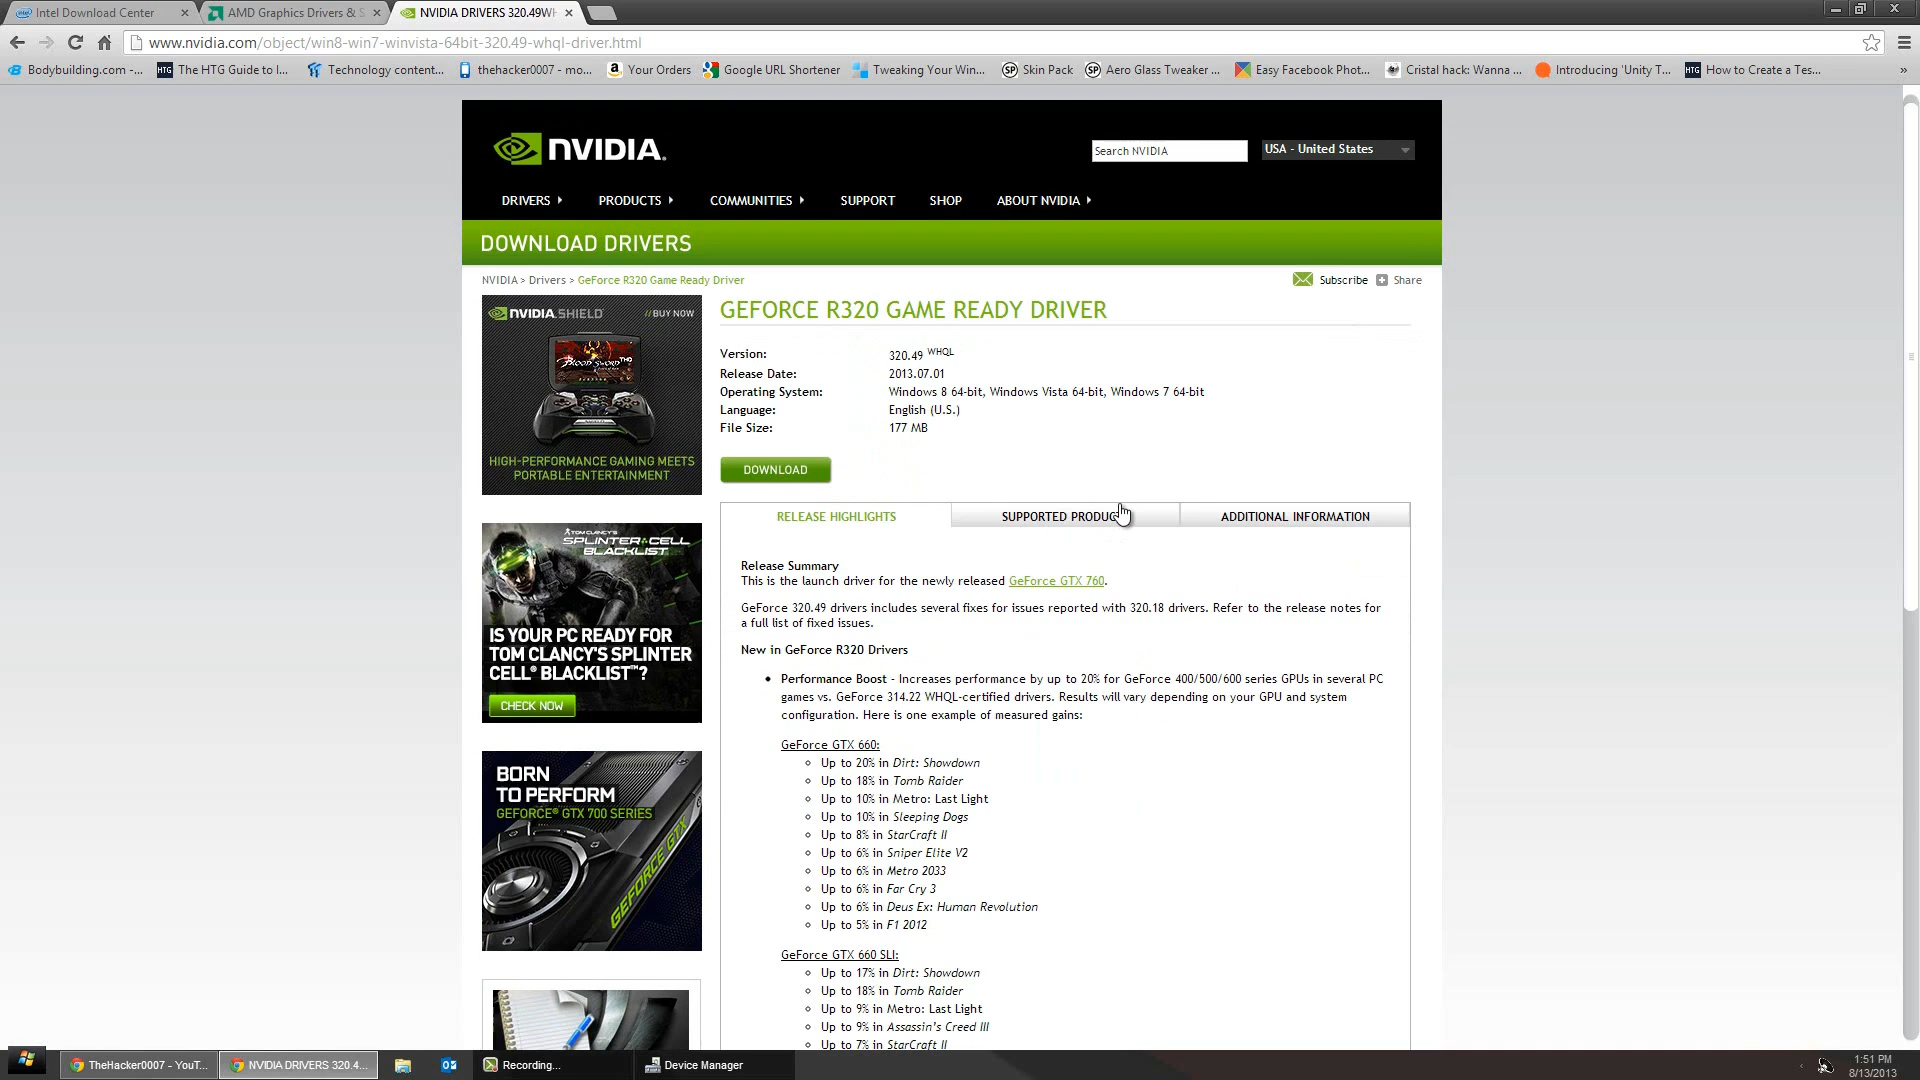 Intel Download Center
AMD Graphics Drivers & S
NVIDIA DRIVERS 320.49WH
www.nvidia.com/object/win8-win7-winvista-64bit-320.49-whql-driver.html
Bodybuilding.com -...
HTG The HTG Guide to I...
Technology content...
thehacker0007 - mo...
Your Orders
Google URL Shortener
Tweaking Your Win...
SP Skin Pack
SP Aero Glass Tweaker ...
Easy Facebook Phot...
Cristal hack: Wanna ...
Introducing 'Unity T...
HTG How to Create a Tes...
»
NVIDIA.
Search NVIDIA
USA - United States
DRIVERS
PRODUCTS
COMMUNITIES
SUPPORT
SHOP
ABOUT NVIDIA
DOWNLOAD DRIVERS
NVIDIA > Drivers > GeForce R320 Game Ready Driver
Subscribe
Share
NVIDIA.SHIELD //BUY NOW
BLOOD SWORD THD
HIGH-PERFORMANCE GAMING MEETS
PORTABLE ENTERTAINMENT
GEFORCE R320 GAME READY DRIVER
Version: 320.49 WHQL
Release Date: 2013.07.01
Operating System: Windows 8 64-bit, Windows Vista 64-bit, Windows 7 64-bit
Language: English (U.S.)
File Size: 177 MB
DOWNLOAD
RELEASE HIGHLIGHTS
SUPPORTED PRODUC
ADDITIONAL INFORMATION
TOM CLANCY'S
SPLINTER CELL
BLACKLIST
IS YOUR PC READY FOR
TOM CLANCY'S SPLINTER
CELL® BLACKLIST™?
CHECK NOW
Release Summary
This is the launch driver for the newly released GeForce GTX 760.
GeForce 320.49 drivers includes several fixes for issues reported with 320.18 drivers. Refer to the release notes for
a full list of fixed issues.
New in GeForce R320 Drivers
Performance Boost - Increases performance by up to 20% for GeForce 400/500/600 series GPUs in several PC
games vs. GeForce 314.22 WHQL-certified drivers. Results will vary depending on your GPU and system
configuration. Here is one example of measured gains:
GeForce GTX 660:
Up to 20% in Dirt: Showdown
Up to 18% in Tomb Raider
Up to 10% in Metro: Last Light
Up to 10% in Sleeping Dogs
Up to 8% in StarCraft II
Up to 6% in Sniper Elite V2
Up to 6% in Metro 2033
Up to 6% in Far Cry 3
Up to 6% in Deus Ex: Human Revolution
Up to 5% in F1 2012
GeForce GTX 660 SLI:
Up to 17% in Dirt: Showdown
Up to 18% in Tomb Raider
Up to 9% in Metro: Last Light
Up to 9% in Assassin's Creed III
Up to 7% in StarCraft II
BORN
TO PERFORM
GEFORCE® GTX 700 SERIES
GEFORCE GTX
TheHacker0007 - YouT...
NVIDIA DRIVERS 320.4...
Recording...
Device Manager
1:51 PM
8/13/2013